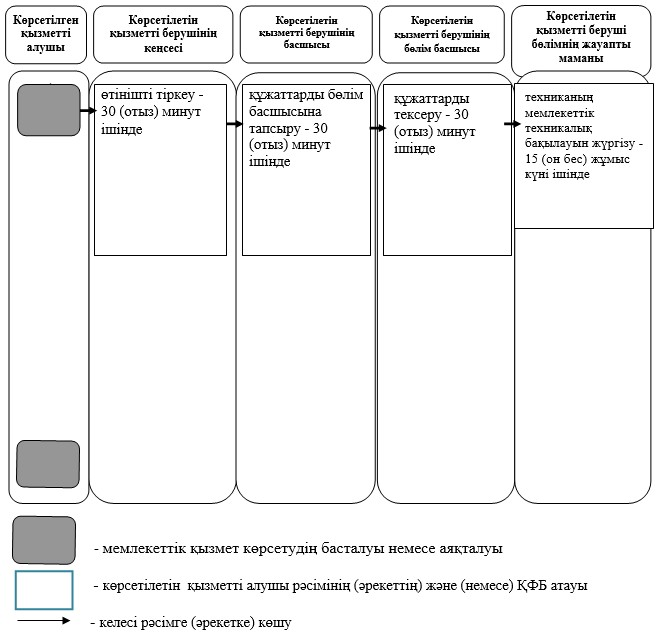 Көрсетілген
қызметті
алушы
Көрсетілетін
қызметті берушінің
кеңсесі
Көрсетілетін
қызметті берушінің
басшысы
Көрсетілетін
қызметті берушінің
бөлім басшысы
Көрсетілетін
қызметті беруші
бөлімнің жауапты
маманы
өтінішті тіркеу -
30 (отыз) минут
ішінде
құжаттарды бөлім
басшысына
тапсыру - 30
(отыз) минут
ішінде
құжаттарды
тексеру - 30
(отыз) минут
ішінде
техниканың
мемлекеттік
техникалық
бақылауын жүргізу -
15 (он бес) жұмыс
күні ішінде
- мемлекеттік қызмет көрсетудің басталуы немесе аяқталуы
- көрсетілетін қызметті алушы рәсімінің (әрекеттің) және (немесе) ҚФБ атауы
- келесі рәсімге (әрекетке) көшу